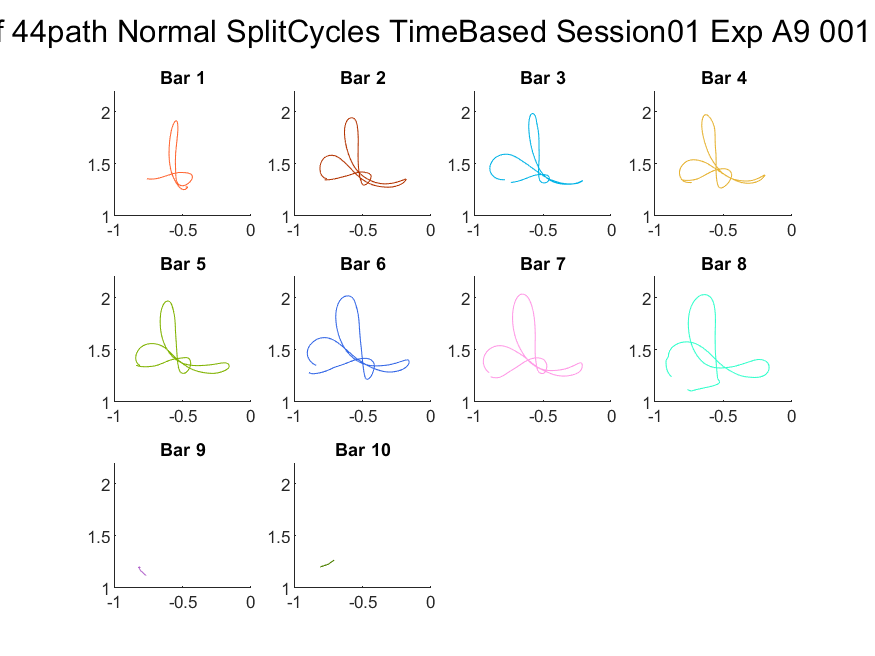 f 44path Normal SplitCycles TimeBased Session01 Exp A9 001
Bar 1 Bar 2 Bar 3 Bar 4
2 2 2 2
1.5 1.5 1.5 1.5
1 1 1 1
-1 -0.5 0 -1 -0.5 0 -1 -0.5 0 -1 -0.5 0
Bar 5 Bar 6 Bar 7 Bar 8
2 2 2 2
1.5 1.5 1.5 1.5
1 1 1 1
-1 -0.5 0 -1 -0.5 0 -1 -0.5 0 -1 -0.5 0
Bar 9 Bar 10
2 2
1.5 1.5
1 1
-1 -0.5 0 -1 -0.5 0